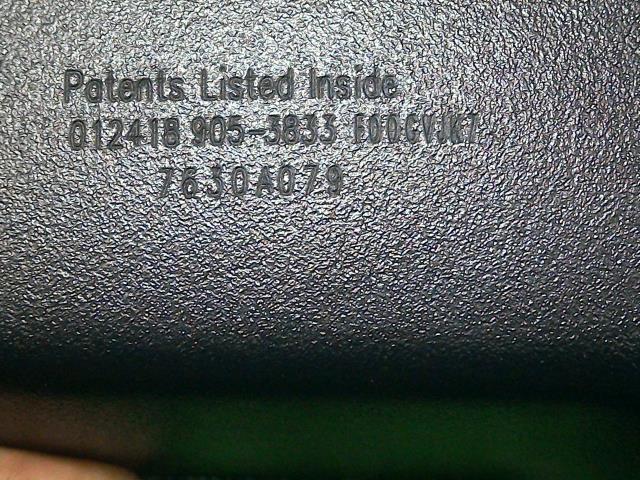 Patents Listed Inside
012418 905-3833 E00GVJK7
7630A079